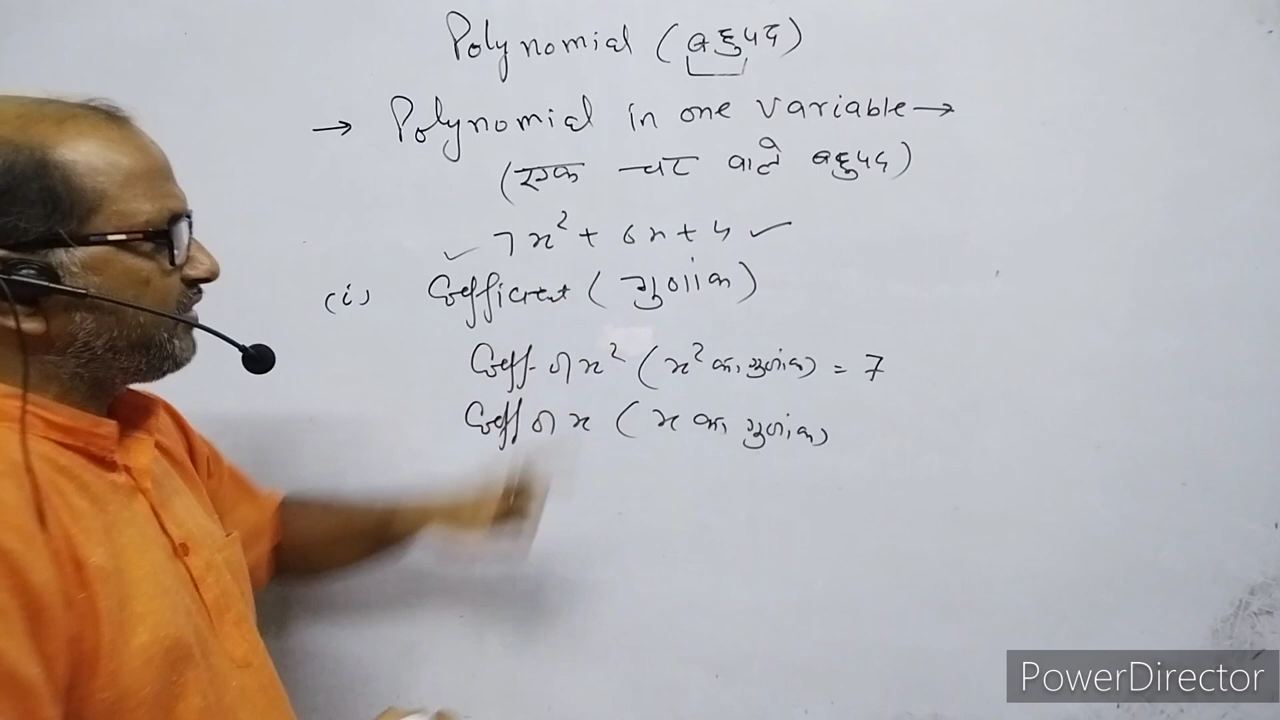 Polynomial (बहुपद)
→ Polynomial in one variable →
(एक चर वाले बहुपद)
✓ 7x² + 6x + 5 ✓
(i) Coefficient (गुणांक)
Coeff. of x² (x² का गुणांक) = 7
Coeff of x (x का गुणांक)
PowerDirector